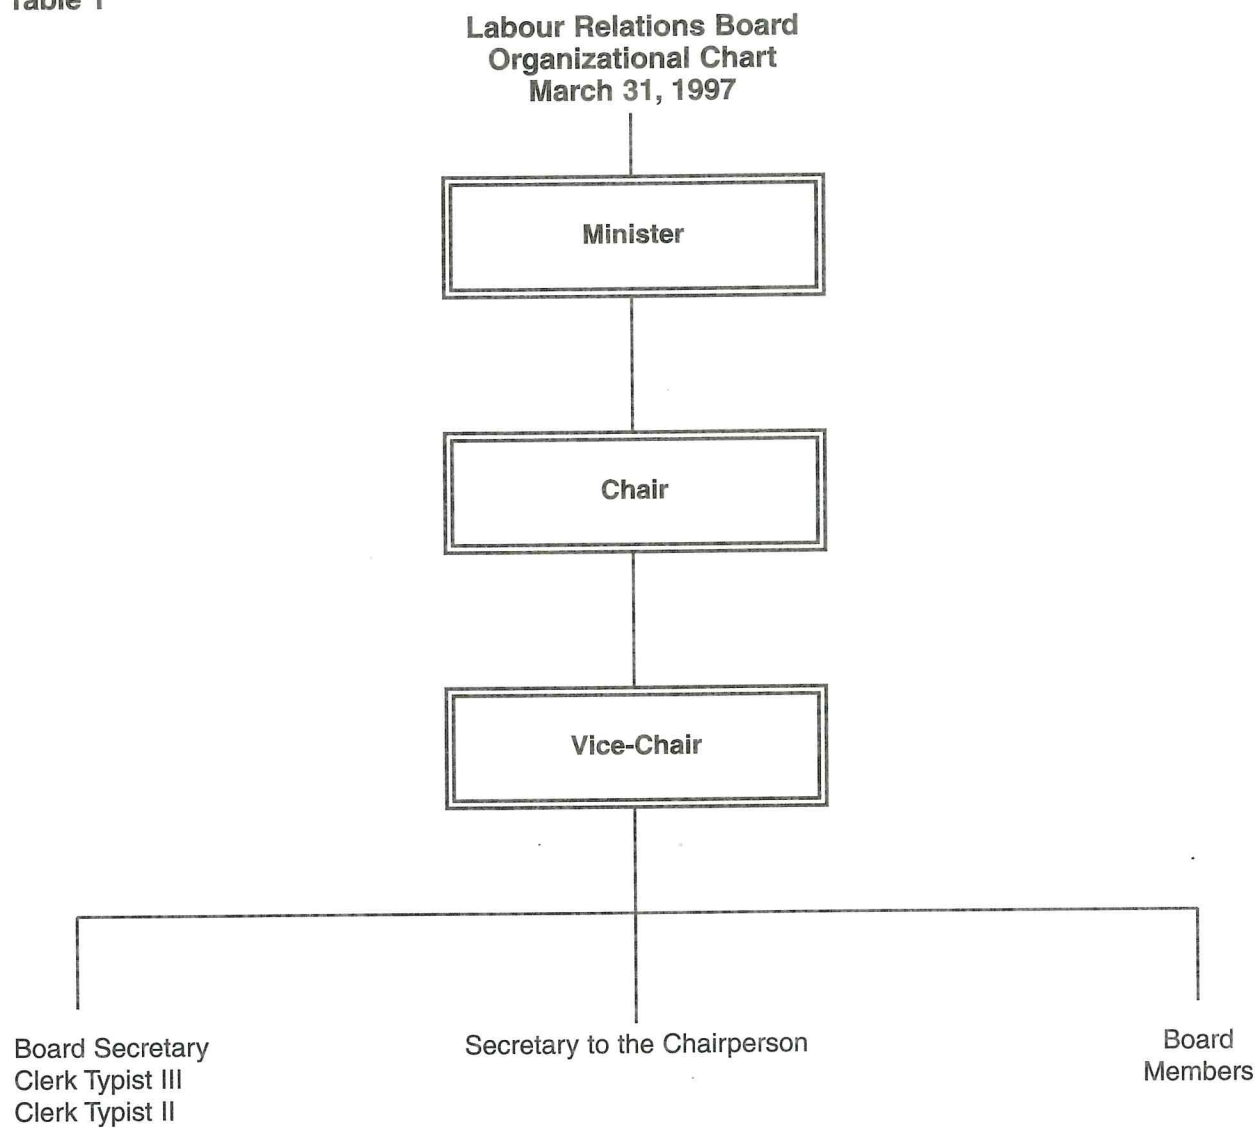 Table 1
Labour Relations Board
Organizational Chart
March 31, 1997
Minister
Chair
Vice-Chair
Board Secretary
Clerk Typist III
Clerk Typist II
Secretary to the Chairperson
Board
Members